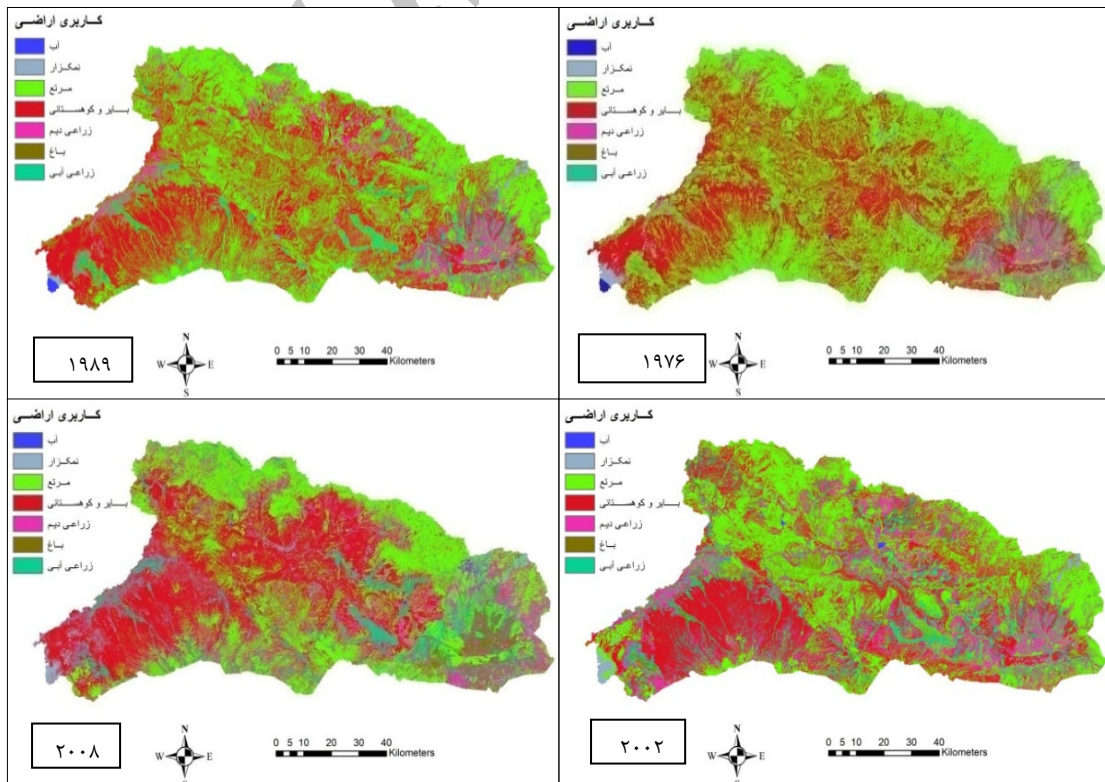 کاربری اراضی
آب
نمکزار
مرتع
بایر و کوهستانی
زراعی دیم
باغ
زراعی آبی
۱۹۷۶
N
W E
S
0 5 10 20 30 40
Kilometers
کاربری اراضی
آب
نمکزار
مرتع
بایر و کوهستانی
زراعی دیم
باغ
زراعی آبی
۱۹۸۹
N
W E
S
0 5 10 20 30 40
Kilometers
کاربری اراضی
آب
نمکزار
مرتع
بایر و کوهستانی
زراعی دیم
باغ
زراعی آبی
۲۰۰۲
N
W E
S
0 5 10 20 30 40
Kilometers
کاربری اراضی
آب
نمکزار
مرتع
بایر و کوهستانی
زراعی دیم
باغ
زراعی آبی
۲۰۰۸
N
W E
S
0 5 10 20 30 40
Kilometers